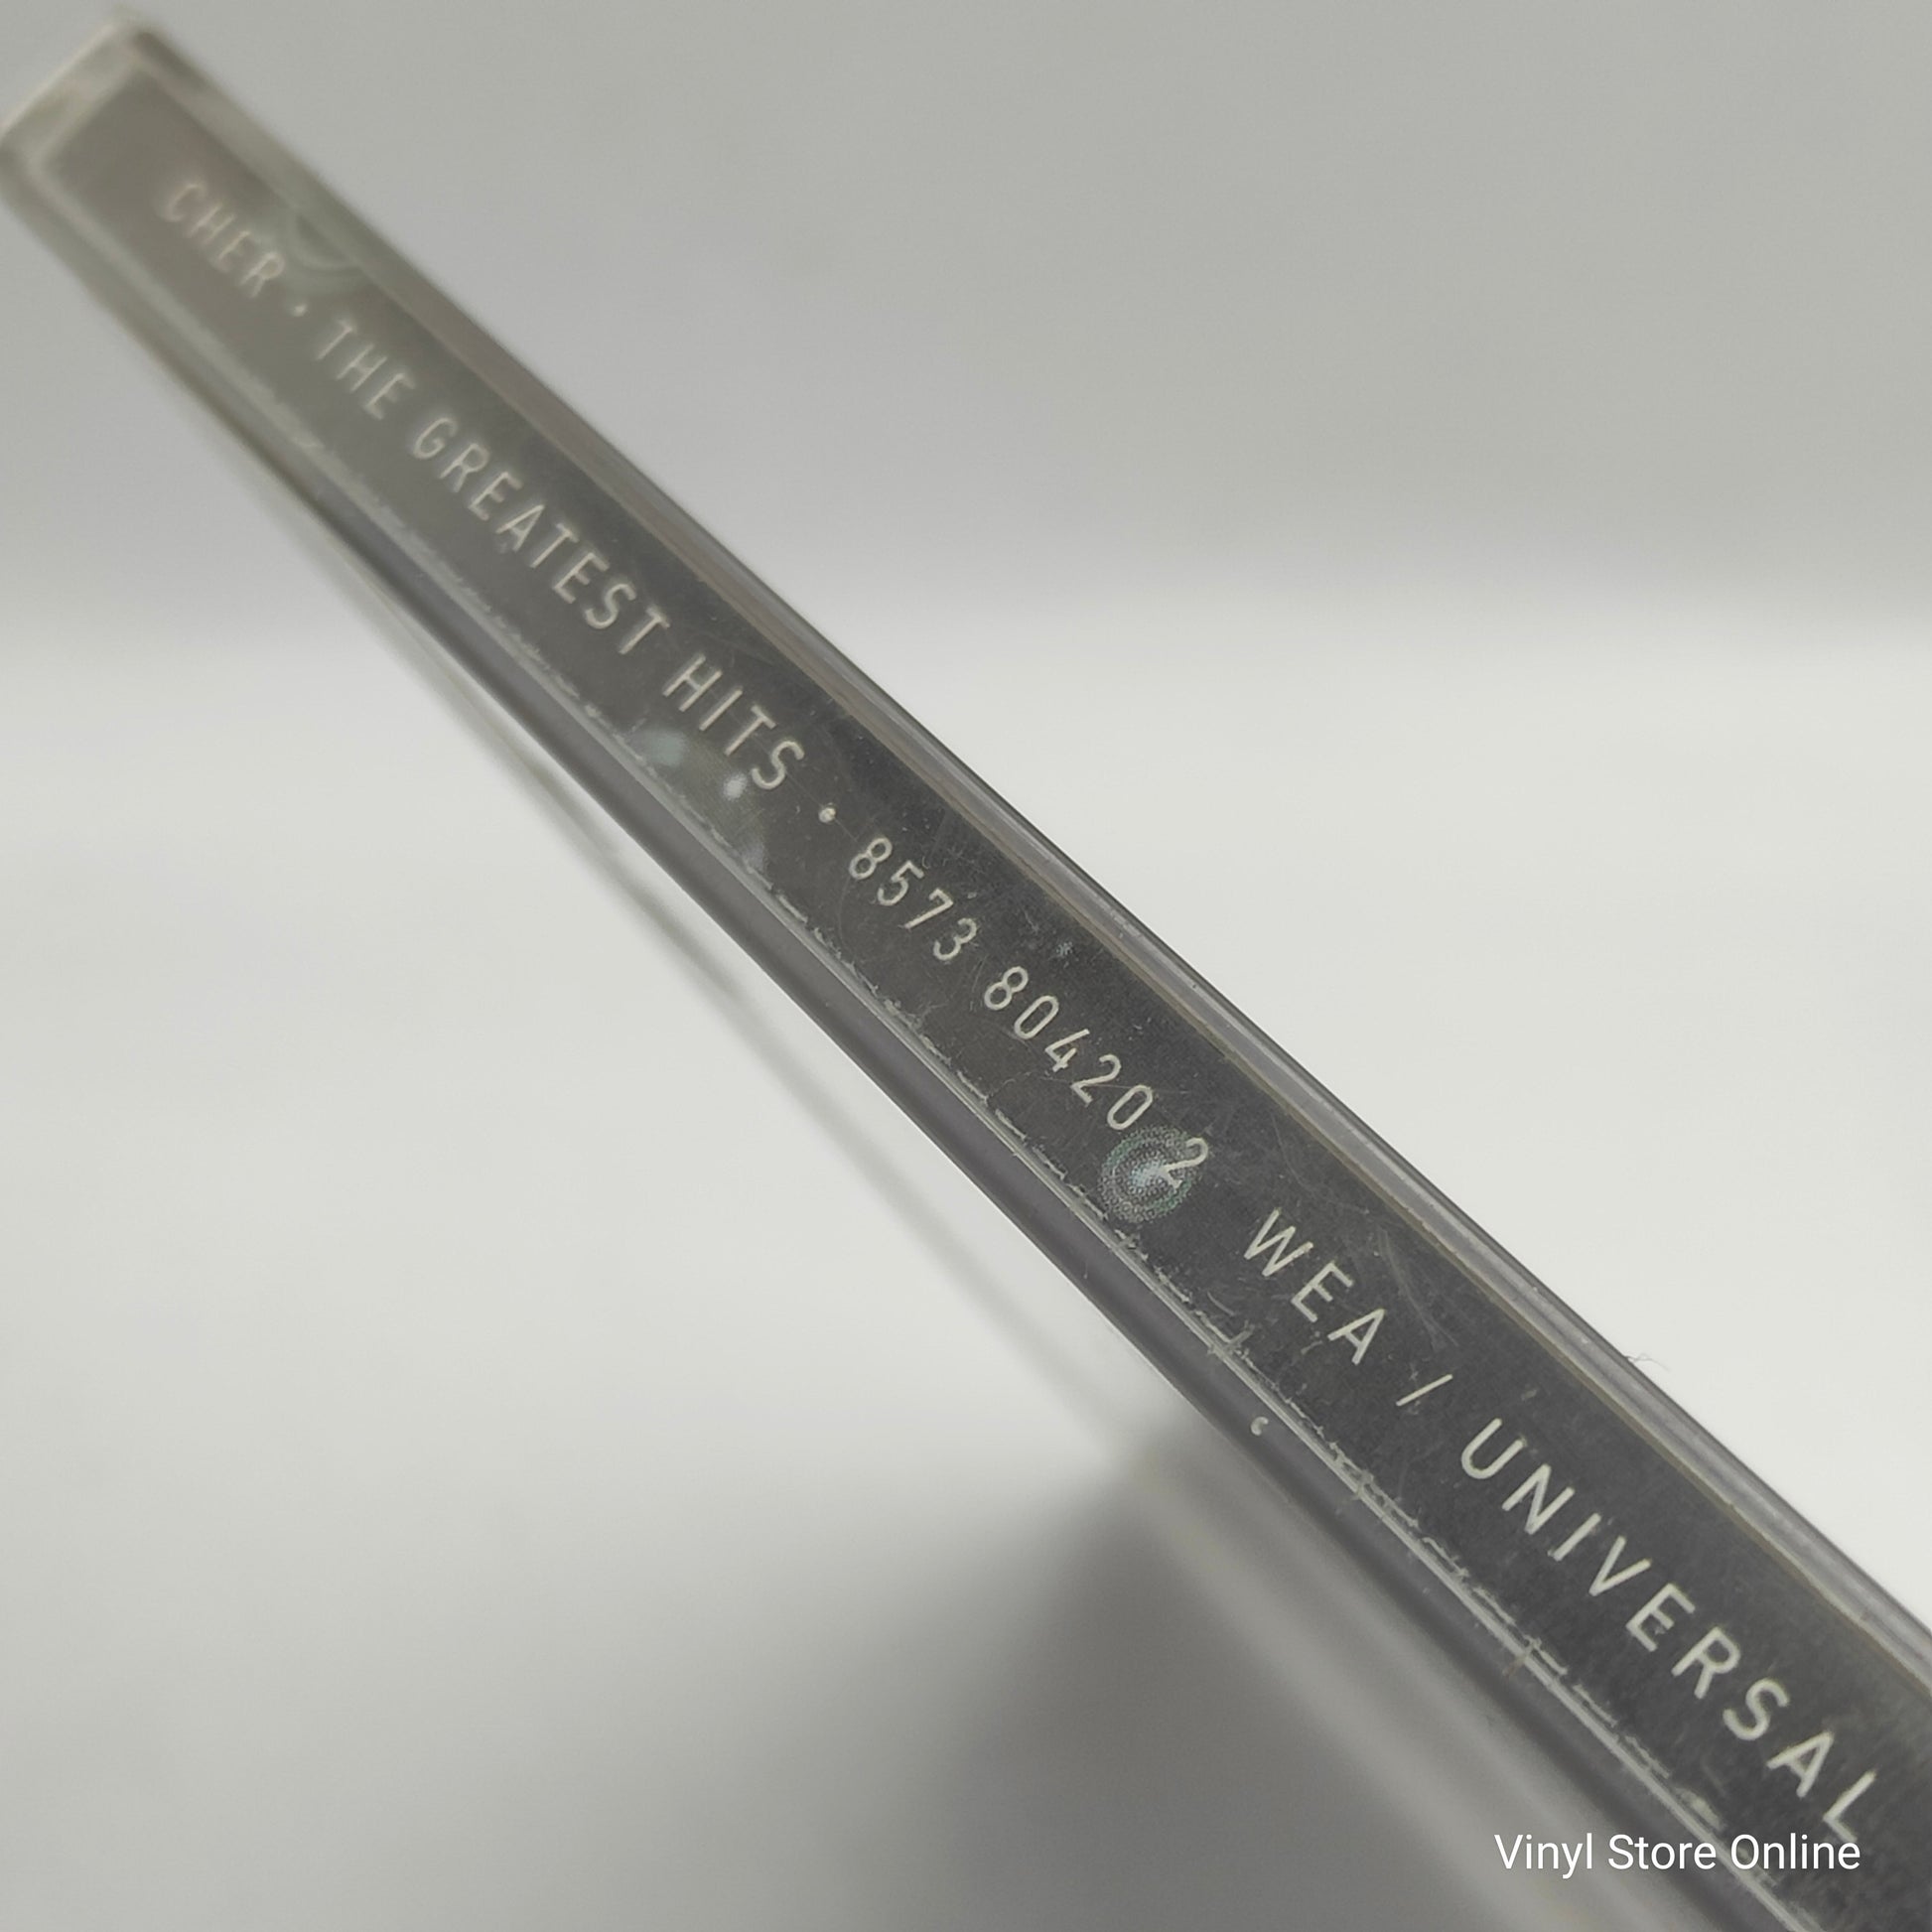 CHER • THE GREATEST HITS • 8573 80420 2 WEA / UNIVERSAL
Vinyl Store Online